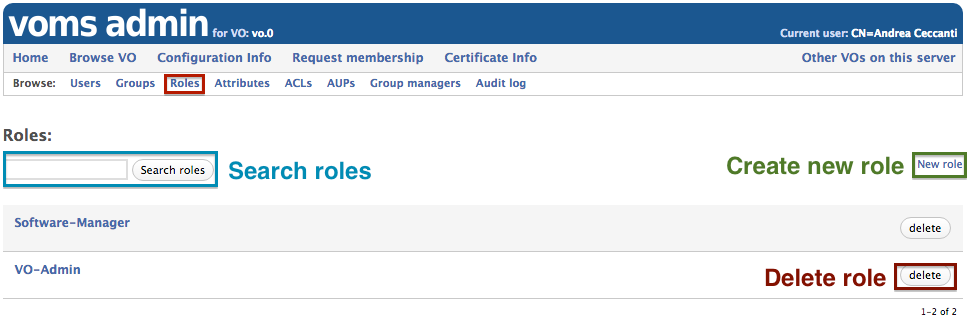 voms admin for VO: vo.0 Current user: CN=Andrea Ceccanti
Home Browse VO Configuration Info Request membership Certificate Info Other VOs on this server
Browse: Users Groups Roles Attributes ACLs AUPs Group managers Audit log
Roles:
Search roles Search roles Create new role New role
Software-Manager delete
VO-Admin Delete role delete
1-2 of 2